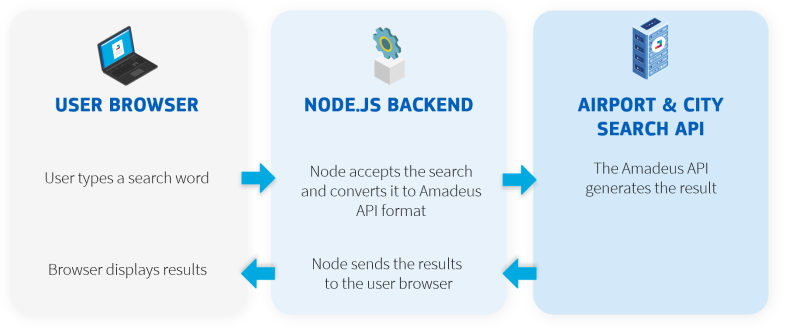 USER BROWSER
User types a search word
Browser displays results
NODE.JS BACKEND
Node accepts the search
and converts it to Amadeus
API format
Node sends the results
to the user browser
AIRPORT & CITY
SEARCH API
The Amadeus API
generates the result